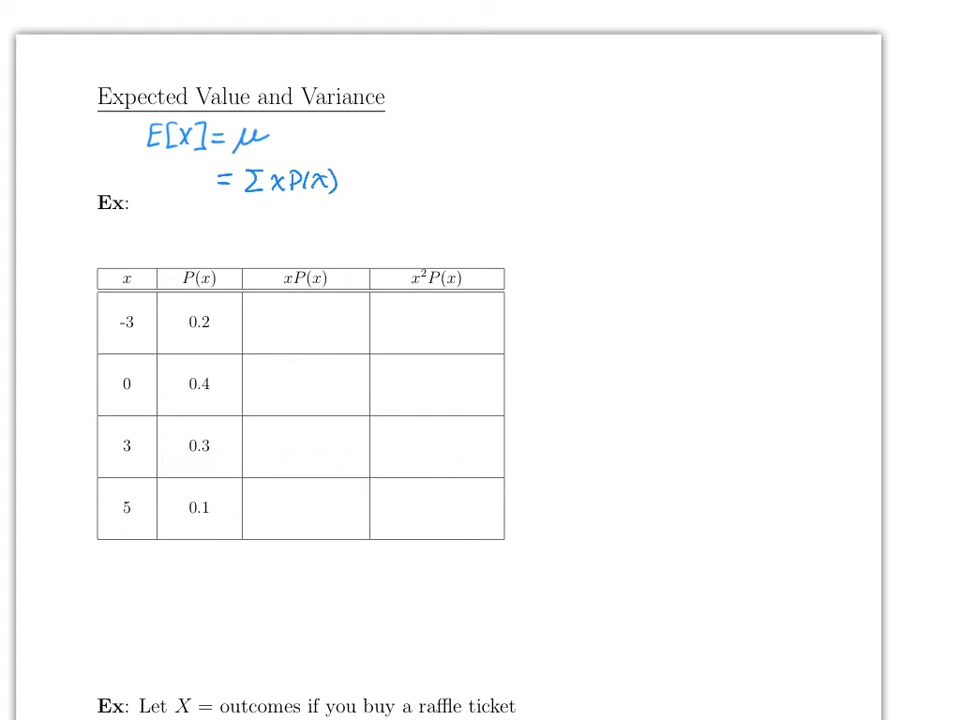 Expected Value and Variance
E[X] = μ
= Σ x P(x)
Ex:
x P(x) xP(x) x²P(x)
-3 0.2
0 0.4
3 0.3
5 0.1
Ex: Let X = outcomes if you buy a raffle ticket